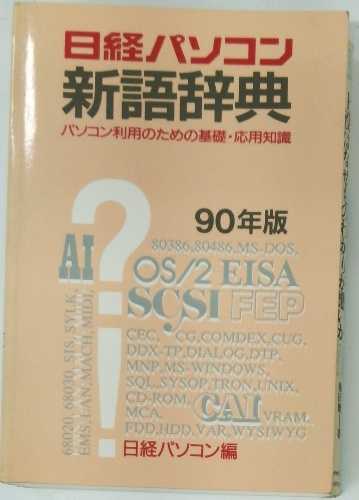 日経パソコン
新語辞典
パソコン利用のための基礎・応用知識
90年版
AI
?
!
80386,80486,MS-DOS,
OS/2 EISA
SCSI FEP
CEC, CG,COMDEX,CUG,
DDX-TP,DIALOG,DTP,
MNP,MS-WINDOWS,
SQL,SYSOP,TRON,UNIX,
CD-ROM,
MCA,
CAI
VRAM,
FDD,HDD,VAR,WYSIWYG
68020, 68030, SIS, SYLK,
EMS, LAN, MACH, MIDI,
日経パソコン編